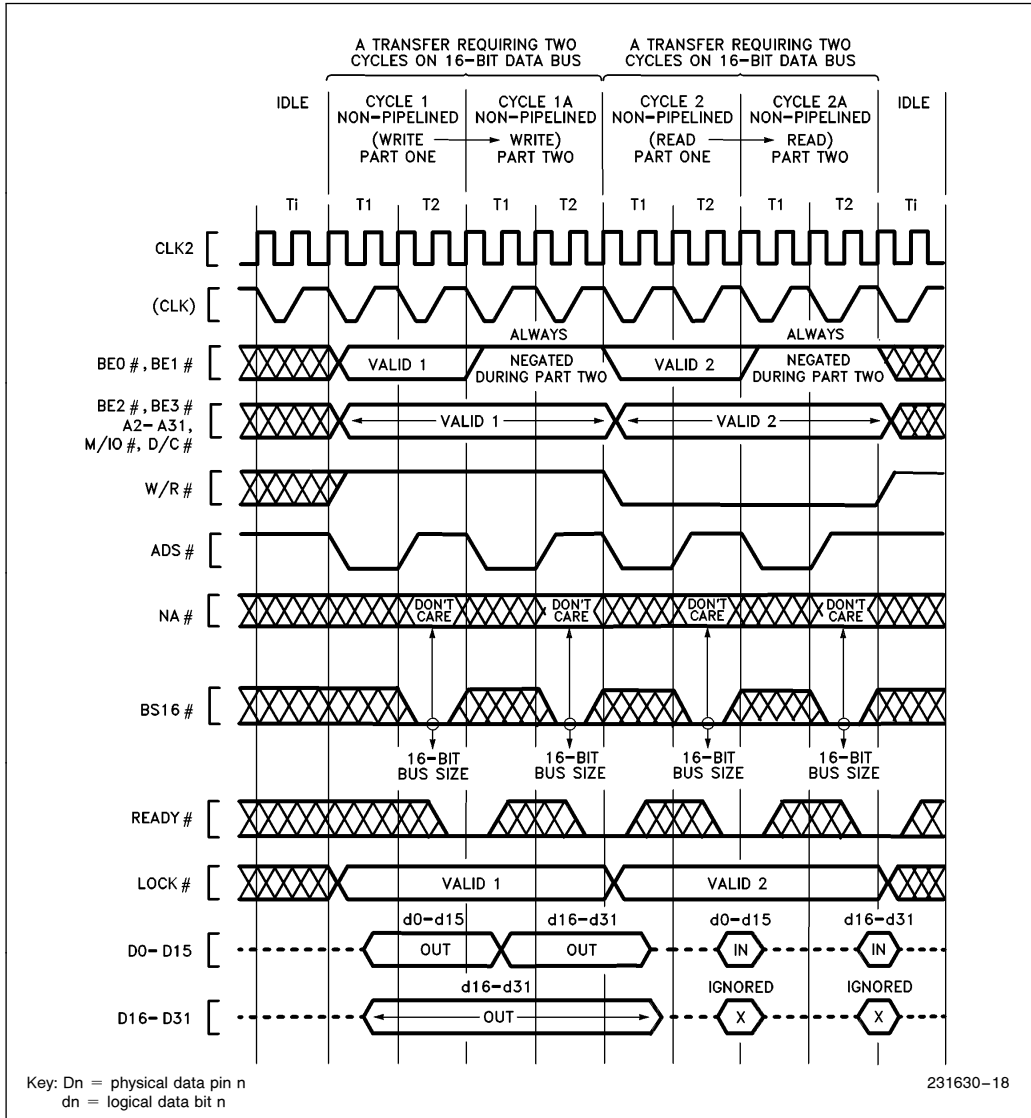 A TRANSFER REQUIRING TWO
CYCLES ON 16-BIT DATA BUS
A TRANSFER REQUIRING TWO
CYCLES ON 16-BIT DATA BUS
IDLE
CYCLE 1
NON-PIPELINED
(WRITE
PART ONE
CYCLE 1A
NON-PIPELINED
WRITE)
PART TWO
CYCLE 2
NON-PIPELINED
(READ
PART ONE
CYCLE 2A
NON-PIPELINED
READ)
PART TWO
IDLE
Ti T1 T2 T1 T2 T1 T2 T1 T2 Ti
CLK2
(CLK)
ALWAYS ALWAYS
BE0#, BE1#
VALID 1
NEGATED
DURING PART TWO
VALID 2
NEGATED
DURING PART TWO
BE2#, BE3#
A2-A31,
M/IO#, D/C#
VALID 1 VALID 2
W/R#
ADS#
NA#
DON'T
CARE
DON'T
CARE
DON'T
CARE
DON'T
CARE
BS16#
16-BIT
BUS SIZE
16-BIT
BUS SIZE
16-BIT
BUS SIZE
16-BIT
BUS SIZE
READY#
LOCK#
VALID 1 VALID 2
d0-d15 d16-d31 d0-d15 d16-d31
D0-D15
OUT OUT IN IN
d16-d31 IGNORED IGNORED
D16-D31
OUT X X
Key: Dn = physical data pin n
dn = logical data bit n
231630-18